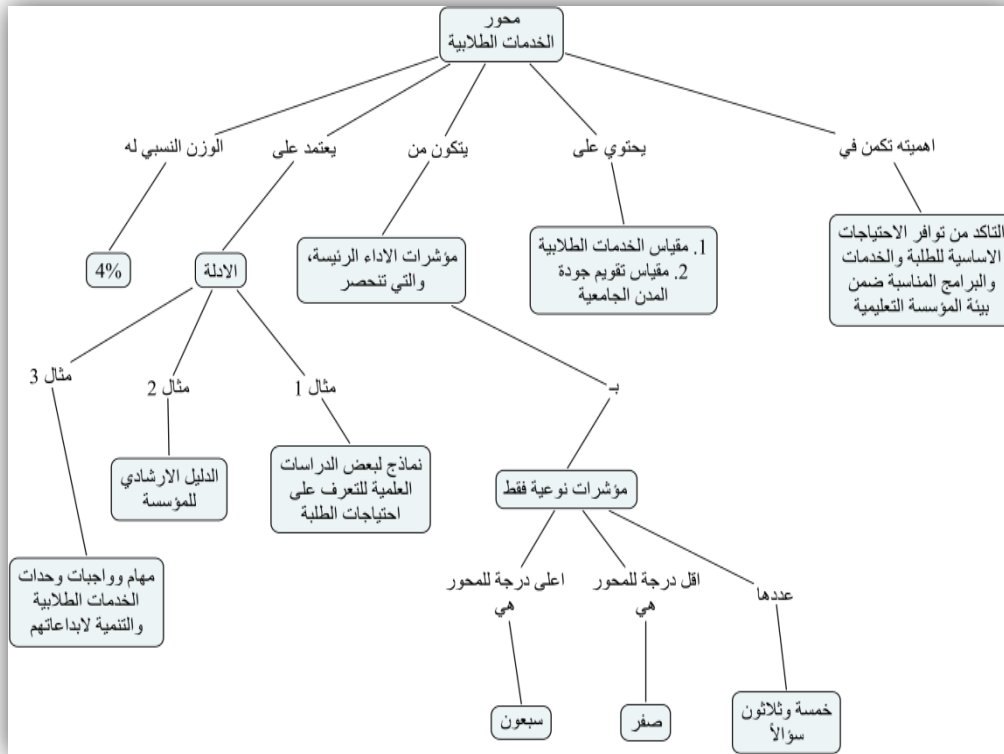 محور
الخدمات الطلابية
اهميته تكمن في
يحتوي على
يتكون من
يعتمد على
الوزن النسبي له
التاكد من توافر الاحتياجات
الاساسية للطلبة والخدمات
والبرامج المناسبة ضمن
بيئة المؤسسة التعليمية
1. مقياس الخدمات الطلابية
2. مقياس تقويم جودة
المدن الجامعية
مؤشرات الاداء الرئيسة،
والتي تنحصر
الادلة
4%
بـ
مثال 1
مثال 2
مثال 3
نماذج لبعض الدراسات
العلمية للتعرف على
احتياجات الطلبة
الدليل الارشادي
للمؤسسة
مهام وواجبات وحدات
الخدمات الطلابية
والتنمية لابداعاتهم
مؤشرات نوعية فقط
عددها
اقل درجة للمحور
هي
اعلى درجة للمحور
هي
خمسة وثلاثون
سؤالاً
صفر
سبعون